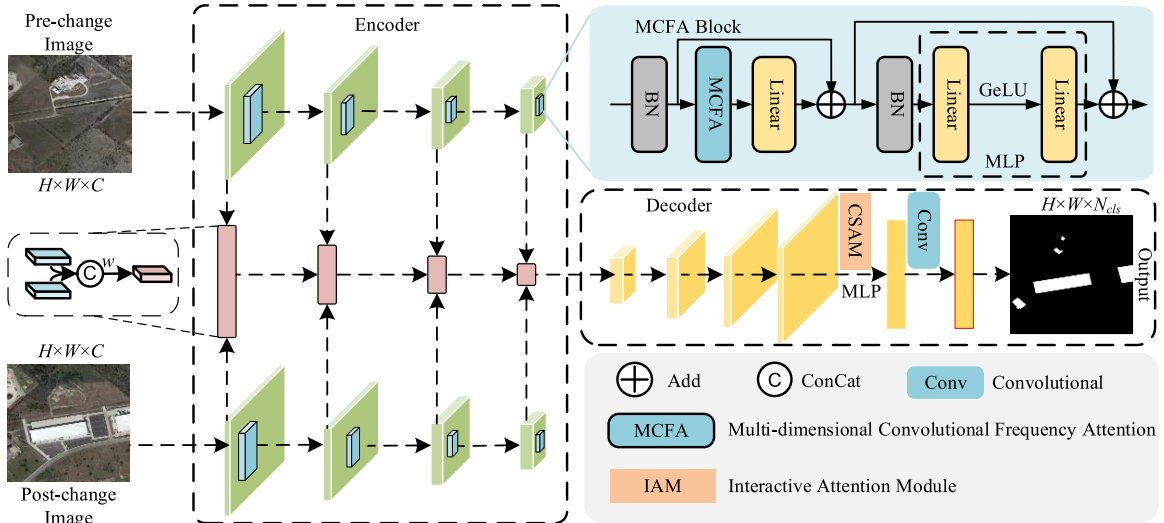 Pre-change
Image
H×W×C
Encoder
C
w
H×W×C
Post-change
Image
MCFA Block
BN
MCFA
Linear
BN
Linear
GeLU
Linear
MLP
Decoder
CSAM
MLP
Conv
H×W×Ncls
Output
Add
C ConCat
Conv Convolutional
MCFA Multi-dimensional Convolutional Frequency Attention
IAM Interactive Attention Module